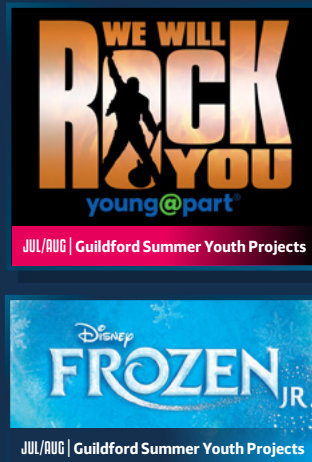 WE WILL
ROCK
YOU
young@part®
JUL/AUG | Guildford Summer Youth Projects
Disney
FROZEN
JR.
JUL/AUG | Guildford Summer Youth Projects